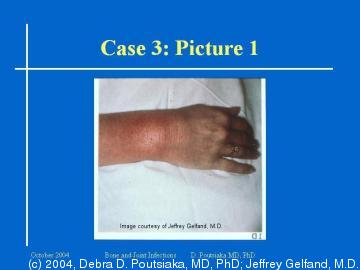 Case 3: Picture 1
Image courtesy of Jeffrey Gelfand, M.D.
October 2004 Bone and Joint Infections D. Poutsiaka MD, PhD
(c) 2004, Debra D. Poutsiaka, MD, PhD; Jeffrey Gelfand, M.D.